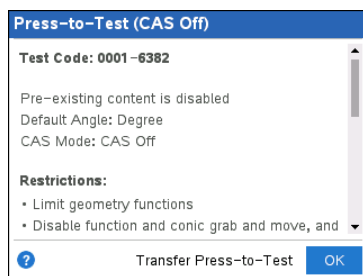 Press-to-Test (CAS Off)
Test Code: 0001-6382
Pre-existing content is disabled
Default Angle: Degree
CAS Mode: CAS Off
Restrictions:
• Limit geometry functions
• Disable function and conic grab and move, and
? Transfer Press-to-Test OK